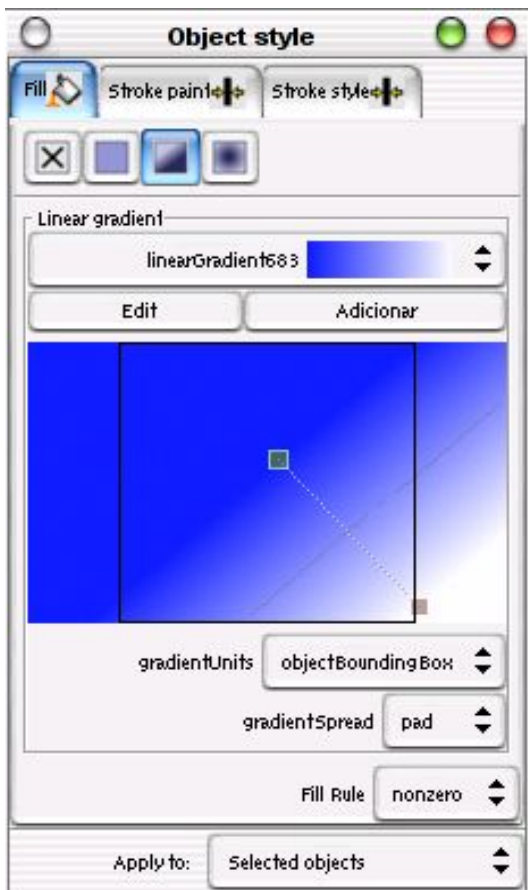 Object style
Fill Stroke paint Stroke style
Linear gradient
linearGradient683
Edit Adicionar
gradientUnits objectBoundingBox
gradientSpread pad
Fill Rule nonzero
Apply to: Selected objects